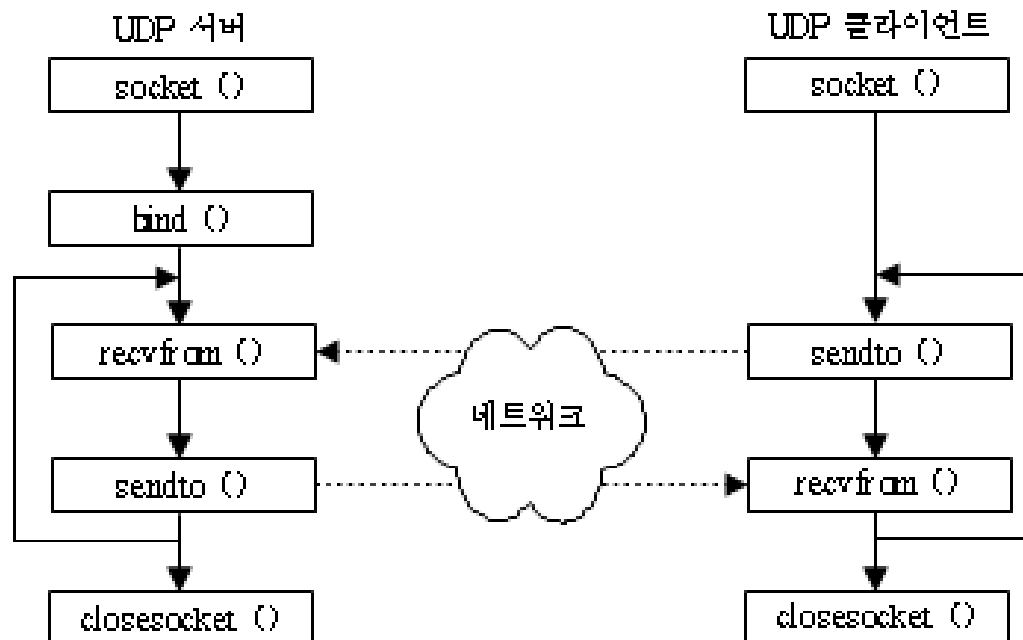 UDP 서버
socket ()
bind ()
recvfrom ()
sendto ()
closesocket ()
네트워크
UDP 클라이언트
socket ()
sendto ()
recvfrom ()
closesocket ()